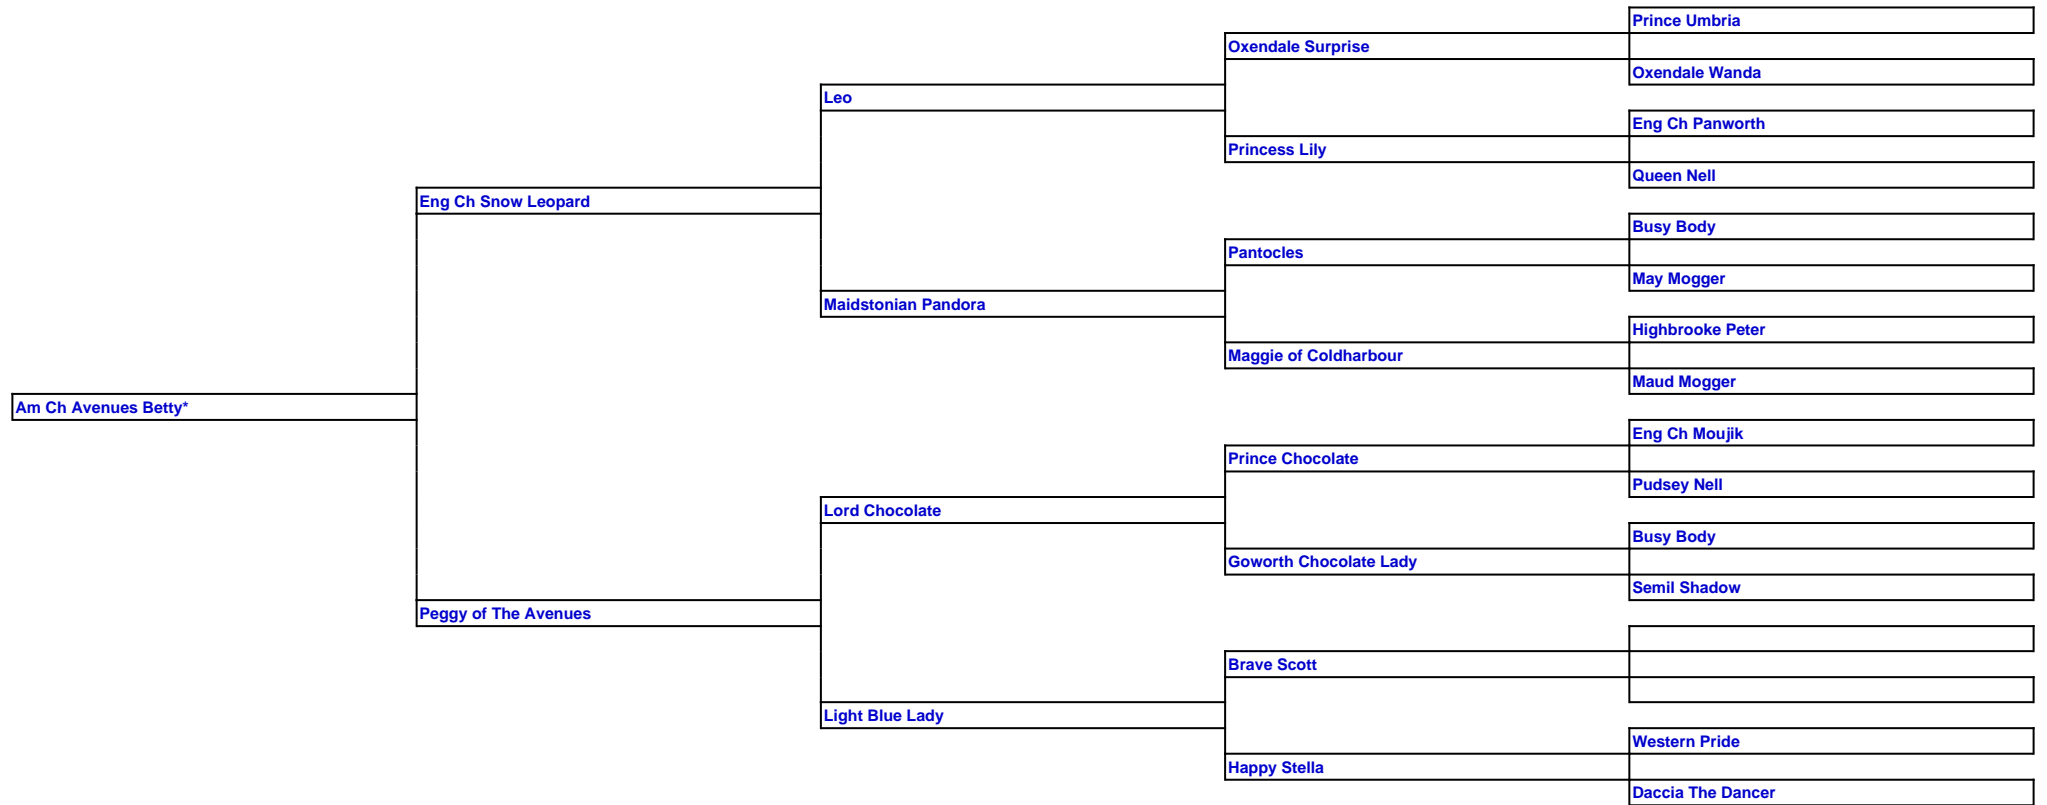 Prince Umbria
Oxendale Surprise
Oxendale Wanda
Leo
Eng Ch Panworth
Princess Lily
Queen Nell
Eng Ch Snow Leopard
Busy Body
Pantocles
May Mogger
Maidstonian Pandora
Highbrooke Peter
Maggie of Coldharbour
Maud Mogger
Am Ch Avenues Betty*
Eng Ch Moujik
Prince Chocolate
Pudsey Nell
Lord Chocolate
Busy Body
Goworth Chocolate Lady
Semil Shadow
Peggy of The Avenues
Brave Scott
Light Blue Lady
Western Pride
Happy Stella
Daccia The Dancer